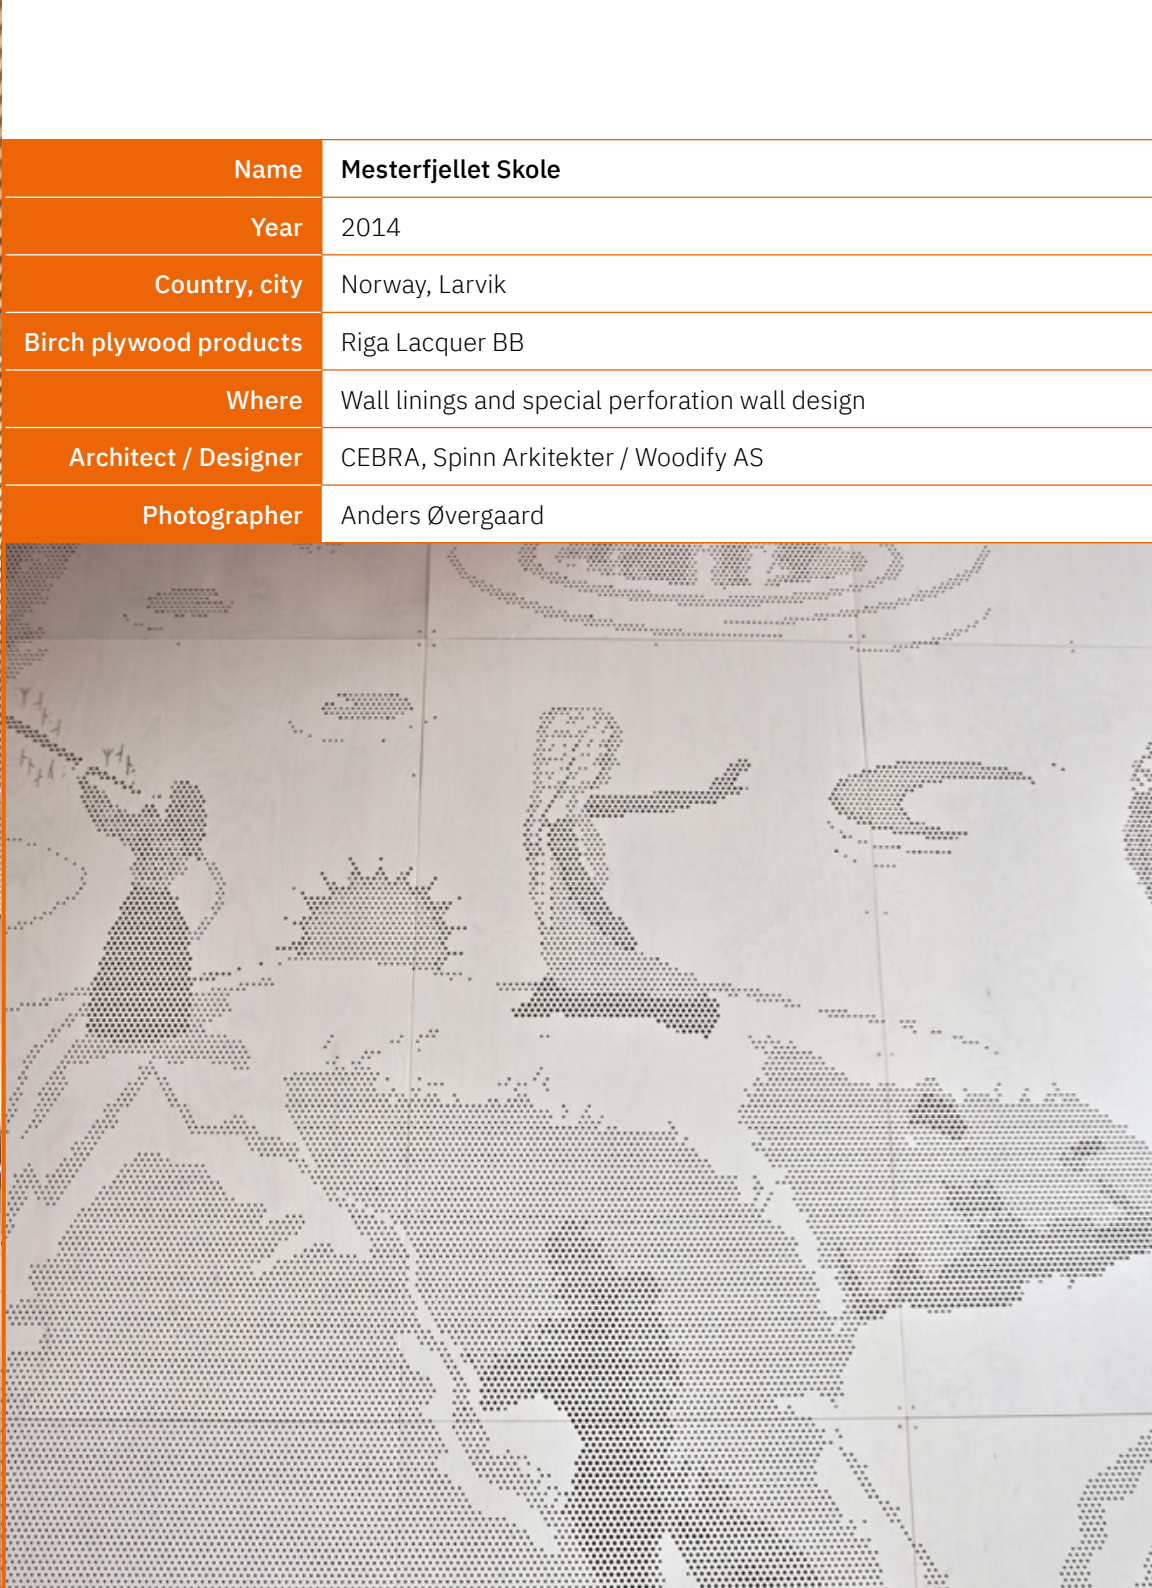 Name Mesterfjellet Skole
Year 2014
Country, city Norway, Larvik
Birch plywood products Riga Lacquer BB
Where Wall linings and special perforation wall design
Architect / Designer CEBRA, Spinn Arkitekter / Woodify AS
Photographer Anders Øvergaard